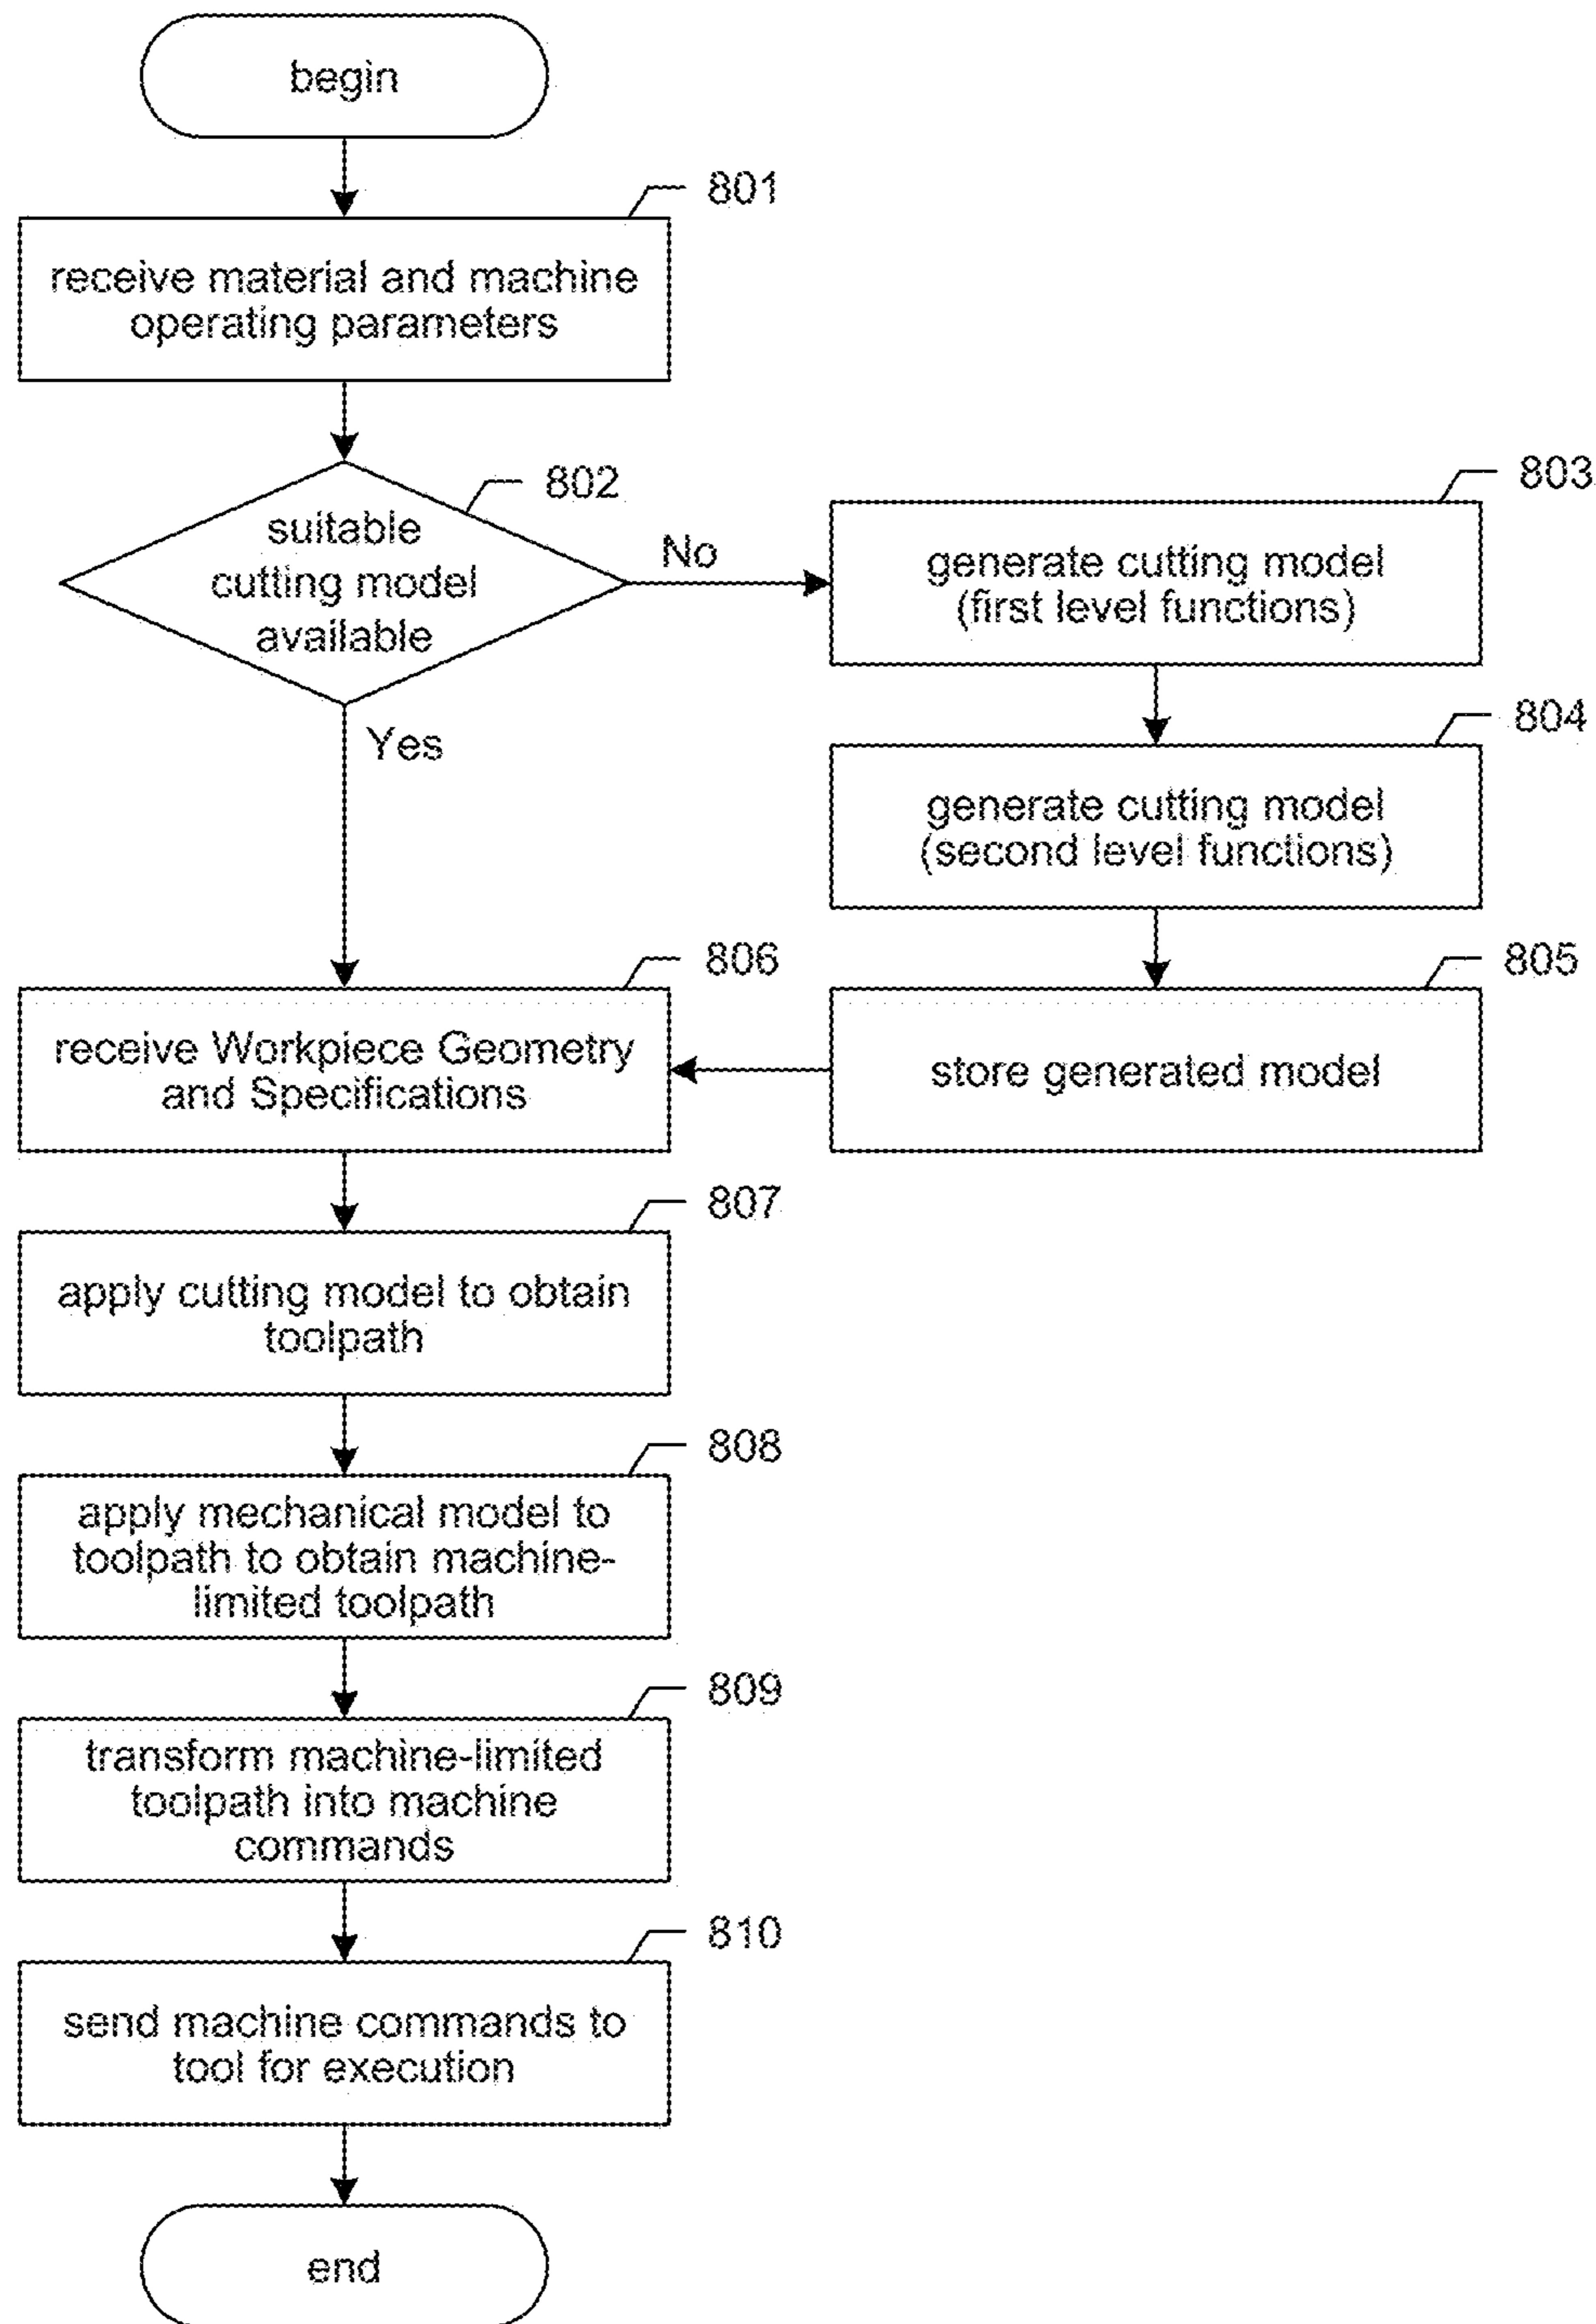 begin
801
receive material and machine
operating parameters
802
suitable
cutting model
available
No
Yes
803
generate cutting model
(first level functions)
804
generate cutting model
(second level functions)
805
store generated model
806
receive Workpiece Geometry
and Specifications
807
apply cutting model to obtain
toolpath
808
apply mechanical model to
toolpath to obtain machine-
limited toolpath
809
transform machine-limited
toolpath into machine
commands
810
send machine commands to
tool for execution
end